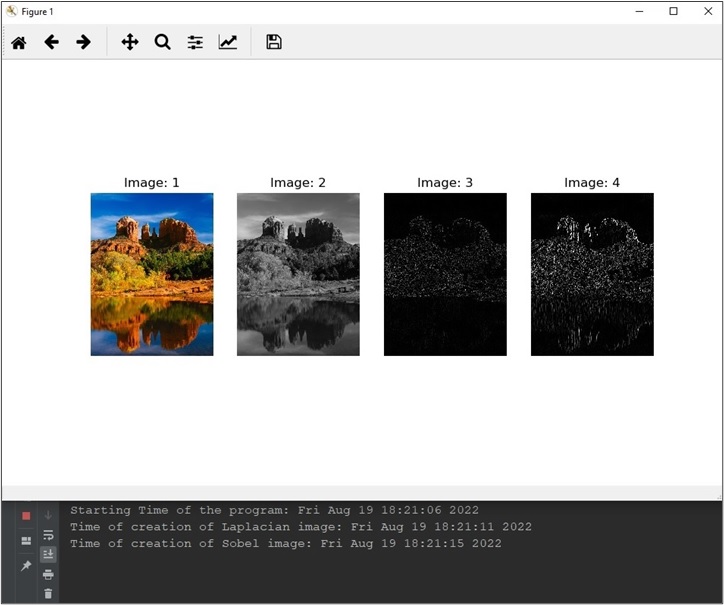 Figure 1
Image: 1
Image: 2
Image: 3
Image: 4
Starting Time of the program: Fri Aug 19 18:21:06 2022
Time of creation of Laplacian image: Fri Aug 19 18:21:11 2022
Time of creation of Sobel image: Fri Aug 19 18:21:15 2022